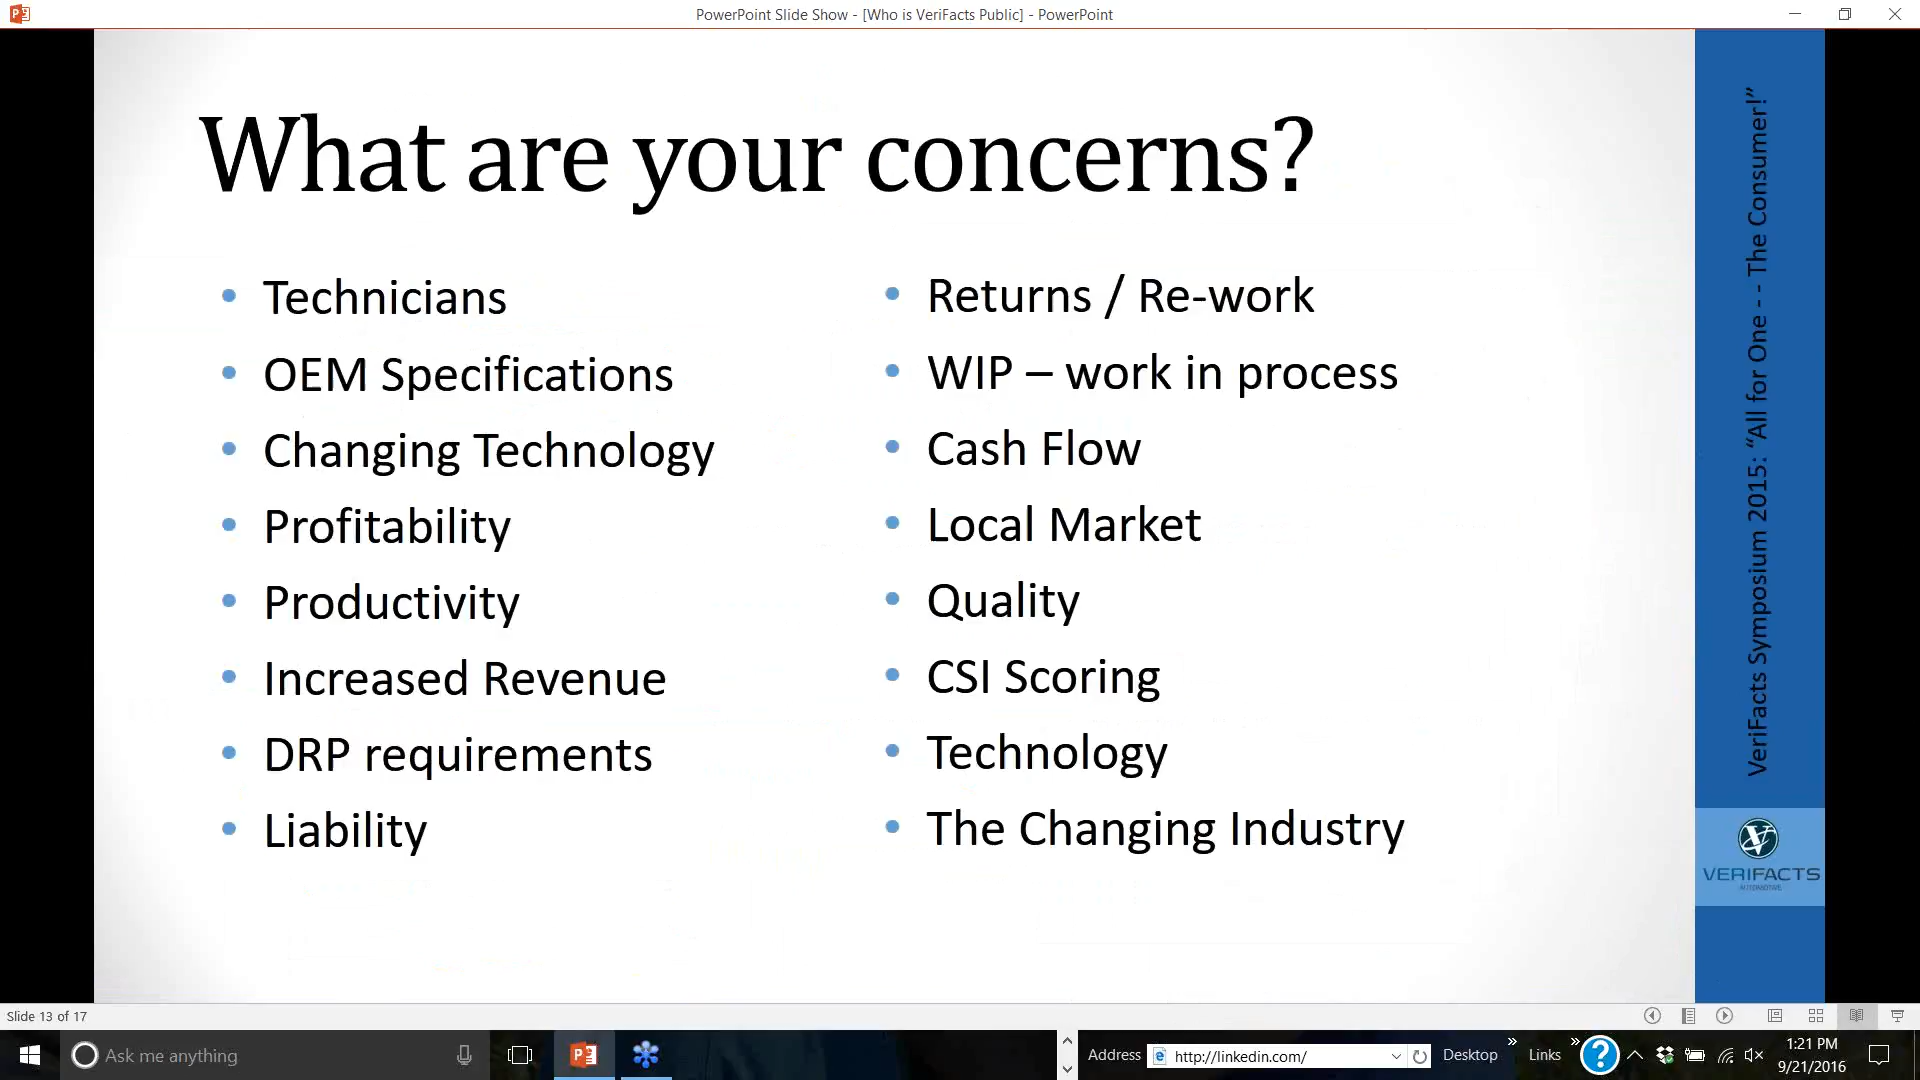 PowerPoint Slide Show - [Who is VeriFacts Public] - PowerPoint
What are your concerns?
• Technicians
• OEM Specifications
• Changing Technology
• Profitability
• Productivity
• Increased Revenue
• DRP requirements
• Liability
• Returns / Re-work
• WIP – work in process
• Cash Flow
• Local Market
• Quality
• CSI Scoring
• Technology
• The Changing Industry
VeriFacts Symposium 2015: “All for One - - The Consumer!”
VERIFACTS
AUTOMOTIVE
Slide 13 of 17
Ask me anything
Address
http://linkedin.com/
Desktop
Links
1:21 PM
9/21/2016